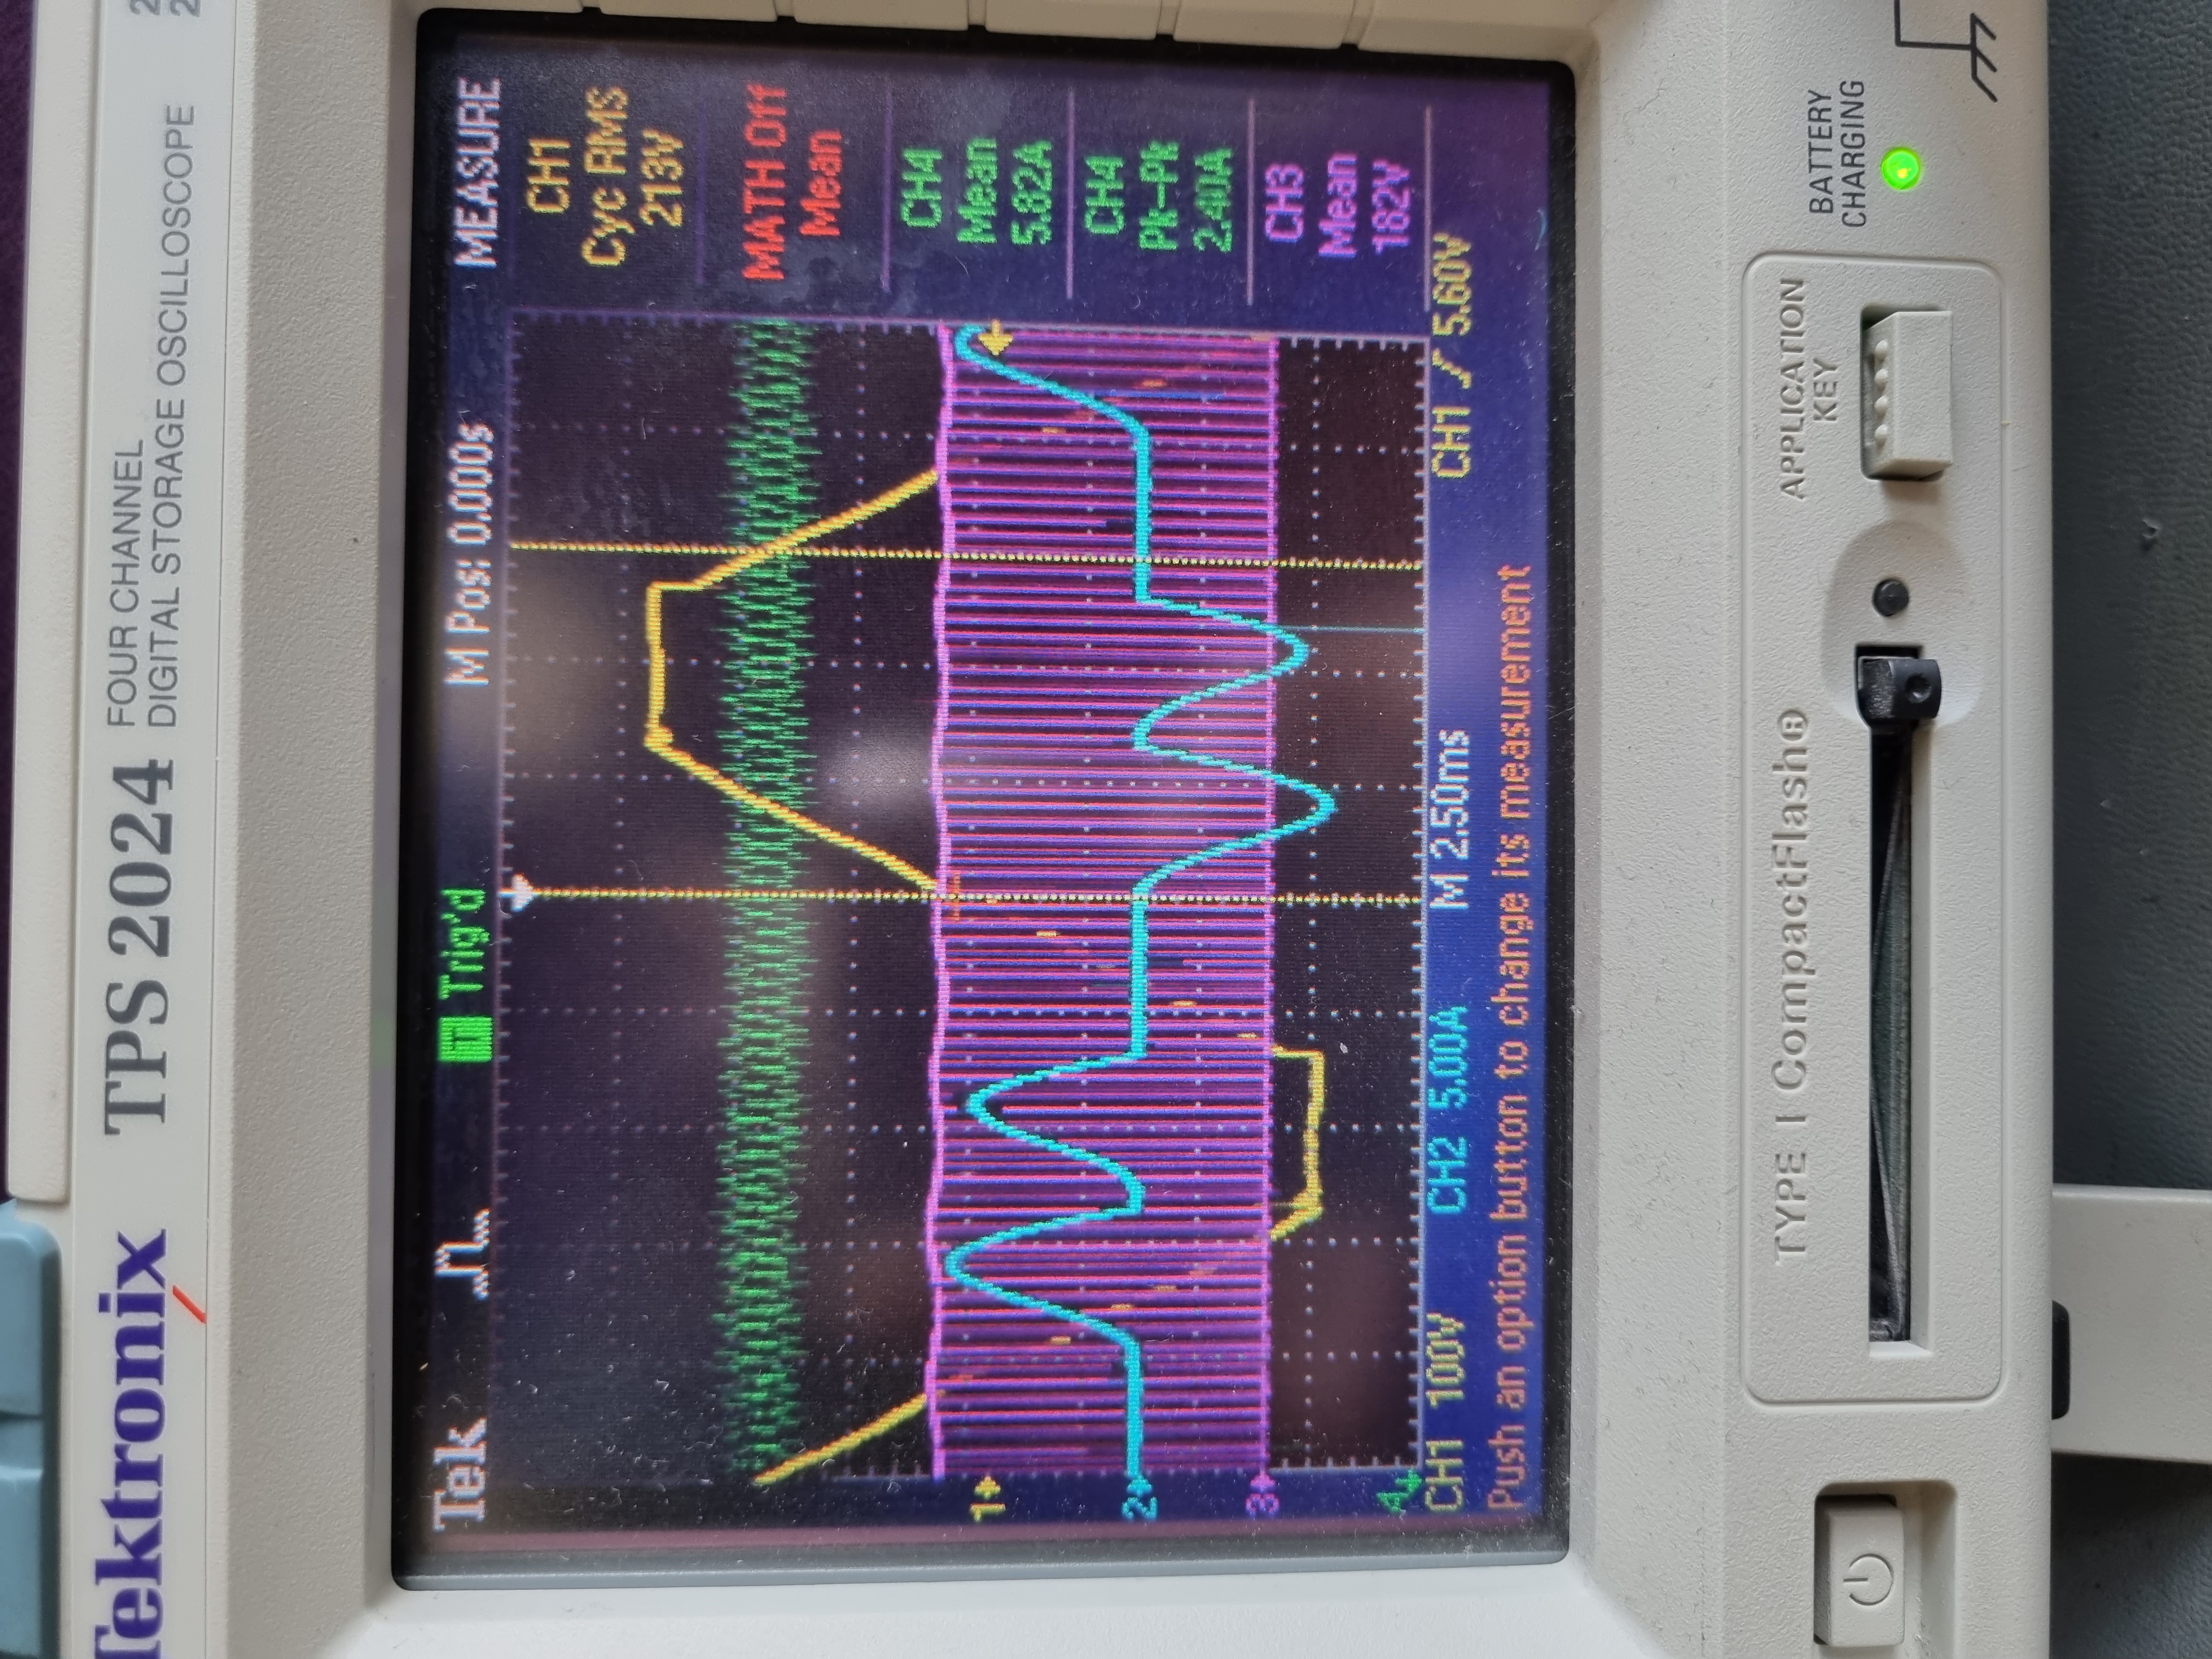 Tektronix TPS 2024 FOUR CHANNEL
DIGITAL STORAGE OSCILLOSCOPE
Tek T Trig'd M Pos: 0.000s MEASURE
CH1
Cyc RMS
213V
MATH Off
Mean
CH4
Mean
5.82A
CH4
Pk-Pk
2.40A
CH3
Mean
182V
1
2
3
4
CH1 100V CH2 5.00A M 2.50ms CH1 5.60V
Push an option button to change its measurement
TYPE I CompactFlash®
APPLICATION
KEY
BATTERY
CHARGING